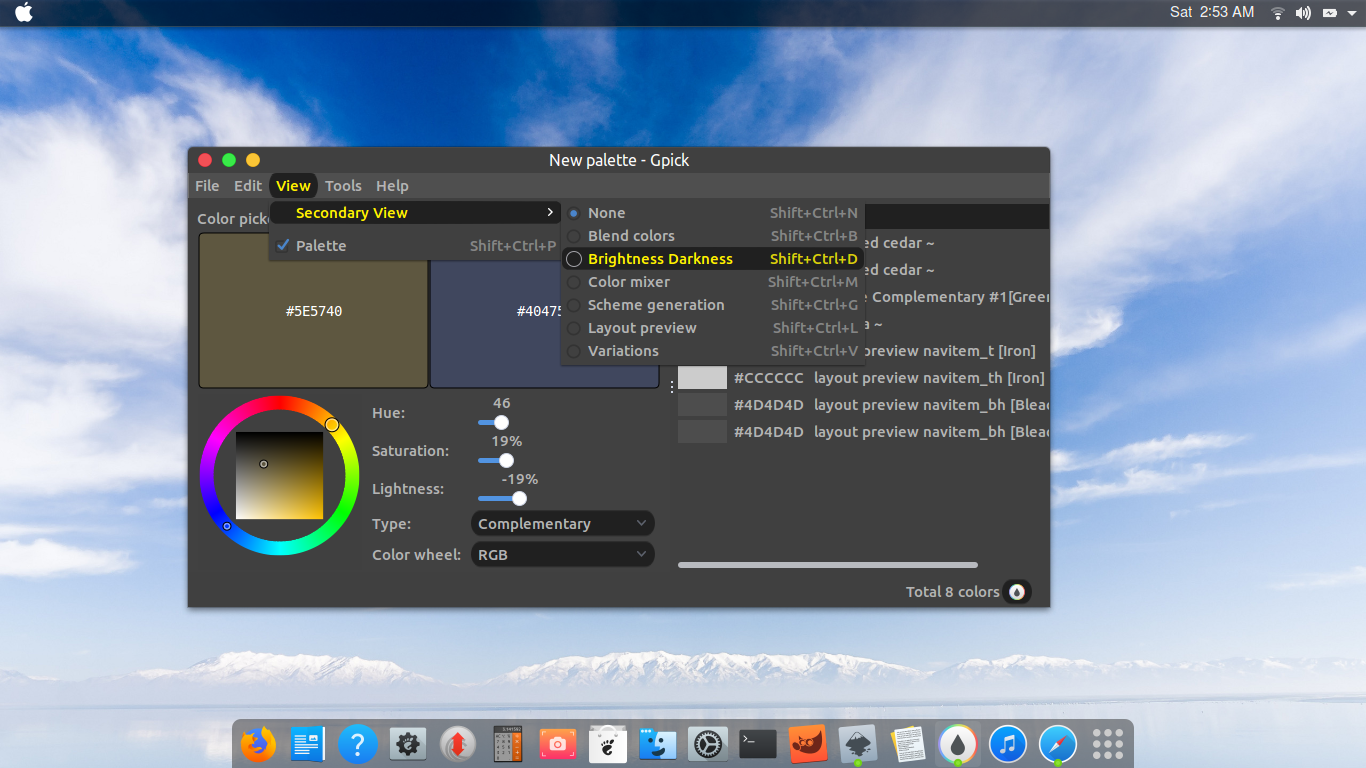 Sat 2:53 AM
New palette - Gpick
File Edit View Tools Help
Color pick
Secondary View
Palette Shift+Ctrl+P
None Shift+Ctrl+N
Blend colors Shift+Ctrl+B
Brightness Darkness Shift+Ctrl+D
Color mixer Shift+Ctrl+M
Scheme generation Shift+Ctrl+G
Layout preview Shift+Ctrl+L
Variations Shift+Ctrl+V
#5E5740
#40475
ed cedar ~
ed cedar ~
e Complementary #1[Green
a ~
preview navitem_t [Iron]
#CCCCCC layout preview navitem_th [Iron]
#4D4D4D layout preview navitem_bh [Blea
#4D4D4D layout preview navitem_bh [Blea
Hue: 46
Saturation: 19%
Lightness: -19%
Type: Complementary
Color wheel: RGB
Total 8 colors